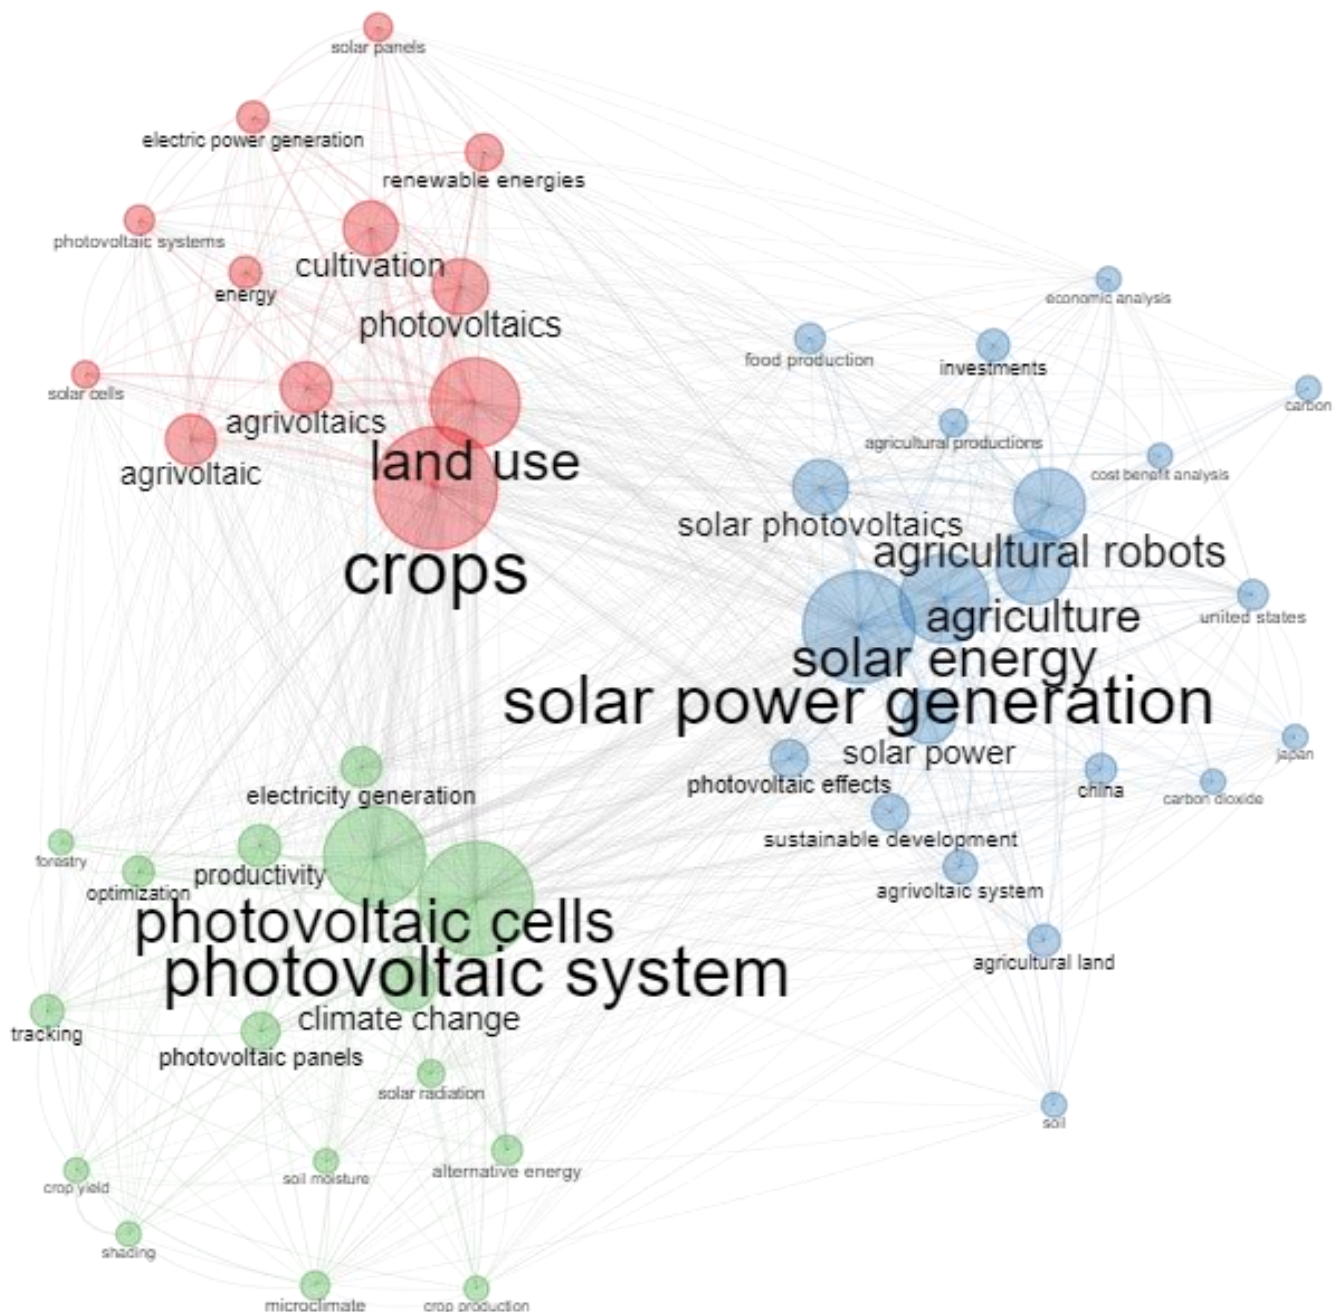 solar panels
electric power generation
renewable energies
photovoltaic systems
cultivation
energy
photovoltaics
solar cells
agrivoltaics
agrivoltaic
land use
crops
economic analysis
food production
investments
carbon
agricultural productions
cost benefit analysis
solar photovoltaics
agricultural robots
agriculture
united states
solar energy
solar power generation
solar power
japan
photovoltaic effects
china
carbon dioxide
sustainable development
agrivoltaic system
agricultural land
soil
electricity generation
forestry
productivity
optimization
photovoltaic cells
photovoltaic system
climate change
tracking
photovoltaic panels
solar radiation
alternative energy
soil moisture
crop yield
shading
microclimate
crop production